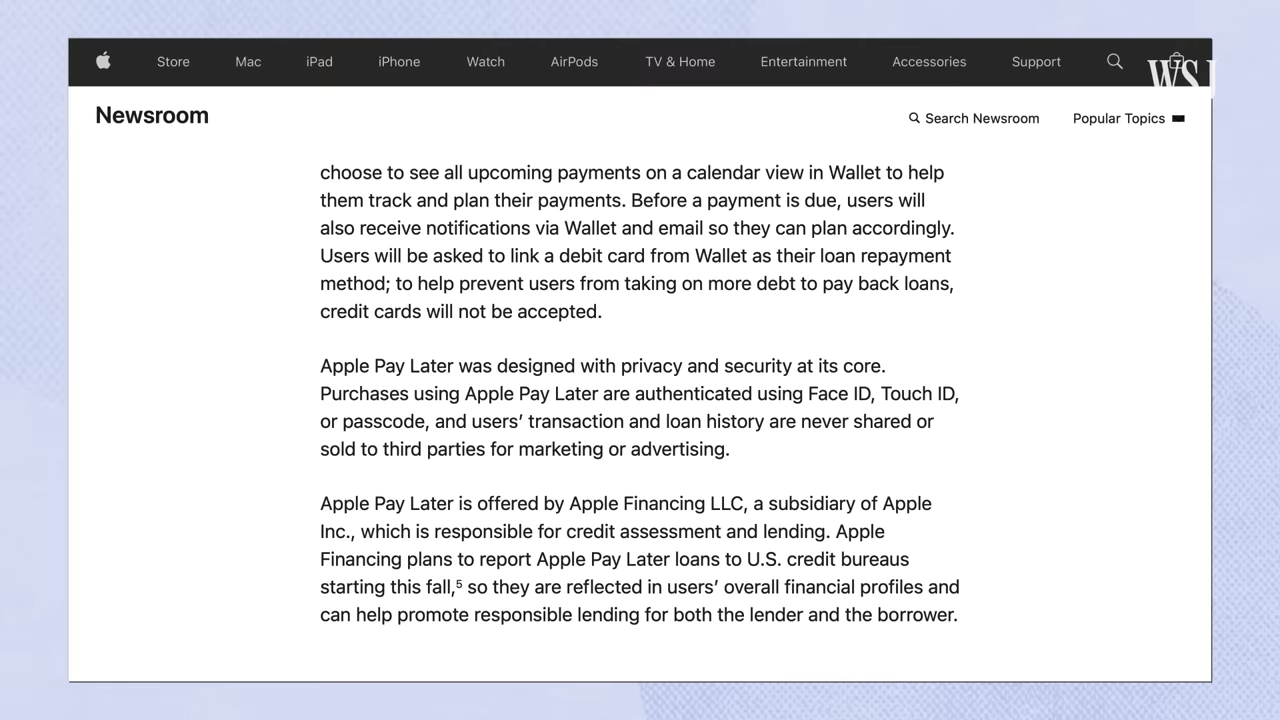 Store Mac iPad iPhone Watch AirPods TV & Home Entertainment Accessories Support
WSJ
Newsroom
Search Newsroom Popular Topics
choose to see all upcoming payments on a calendar view in Wallet to help
them track and plan their payments. Before a payment is due, users will
also receive notifications via Wallet and email so they can plan accordingly.
Users will be asked to link a debit card from Wallet as their loan repayment
method; to help prevent users from taking on more debt to pay back loans,
credit cards will not be accepted.
Apple Pay Later was designed with privacy and security at its core.
Purchases using Apple Pay Later are authenticated using Face ID, Touch ID,
or passcode, and users’ transaction and loan history are never shared or
sold to third parties for marketing or advertising.
Apple Pay Later is offered by Apple Financing LLC, a subsidiary of Apple
Inc., which is responsible for credit assessment and lending. Apple
Financing plans to report Apple Pay Later loans to U.S. credit bureaus
starting this fall,⁵ so they are reflected in users’ overall financial profiles and
can help promote responsible lending for both the lender and the borrower.